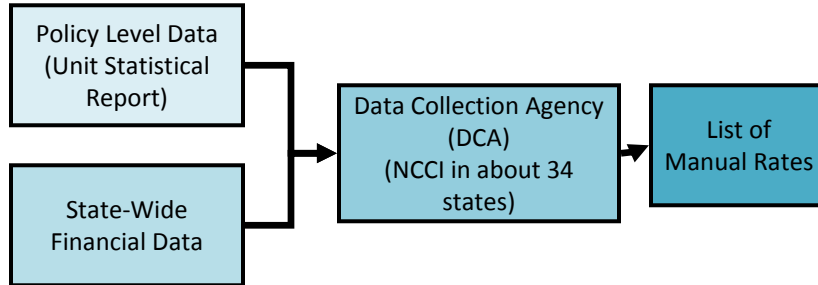 Policy Level Data
(Unit Statistical
Report)
State-Wide
Financial Data
Data Collection Agency
(DCA)
(NCCI in about 34
states)
List of
Manual Rates